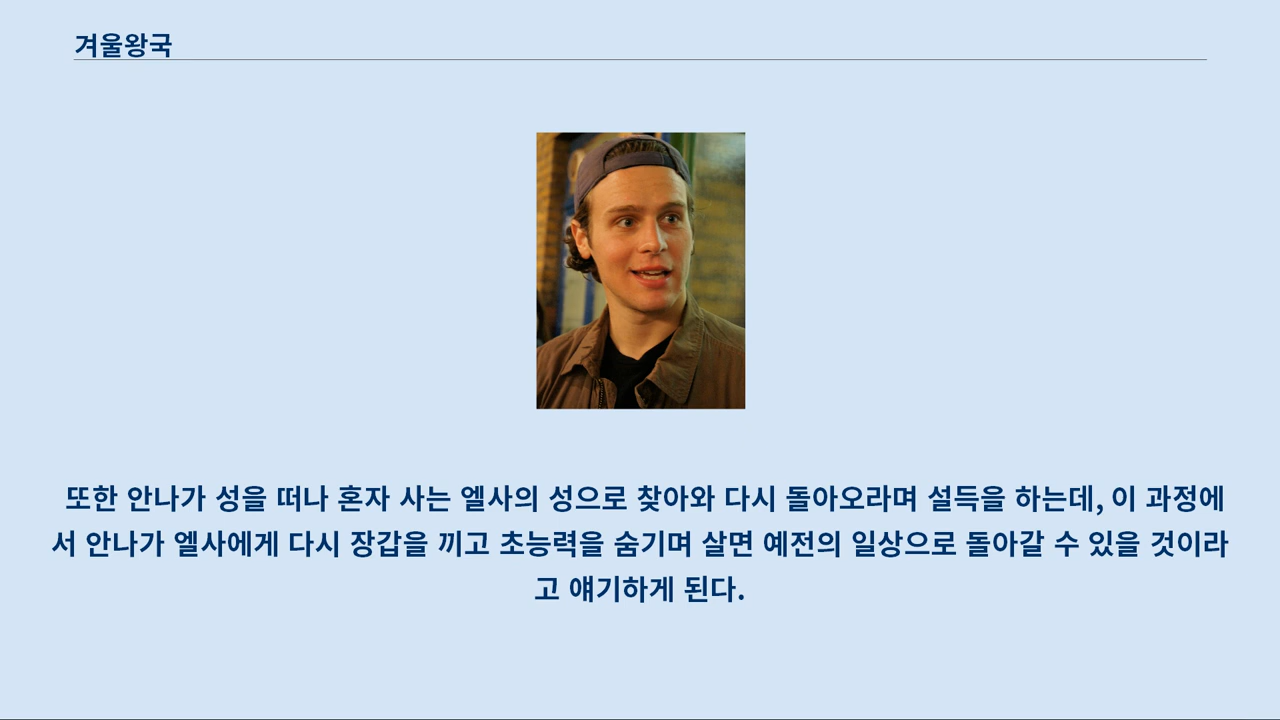 겨울왕국
또한 안나가 성을 떠나 혼자 사는 엘사의 성으로 찾아와 다시 돌아오라며 설득을 하는데, 이 과정에
서 안나가 엘사에게 다시 장갑을 끼고 초능력을 숨기며 살면 예전의 일상으로 돌아갈 수 있을 것이라
고 얘기하게 된다.